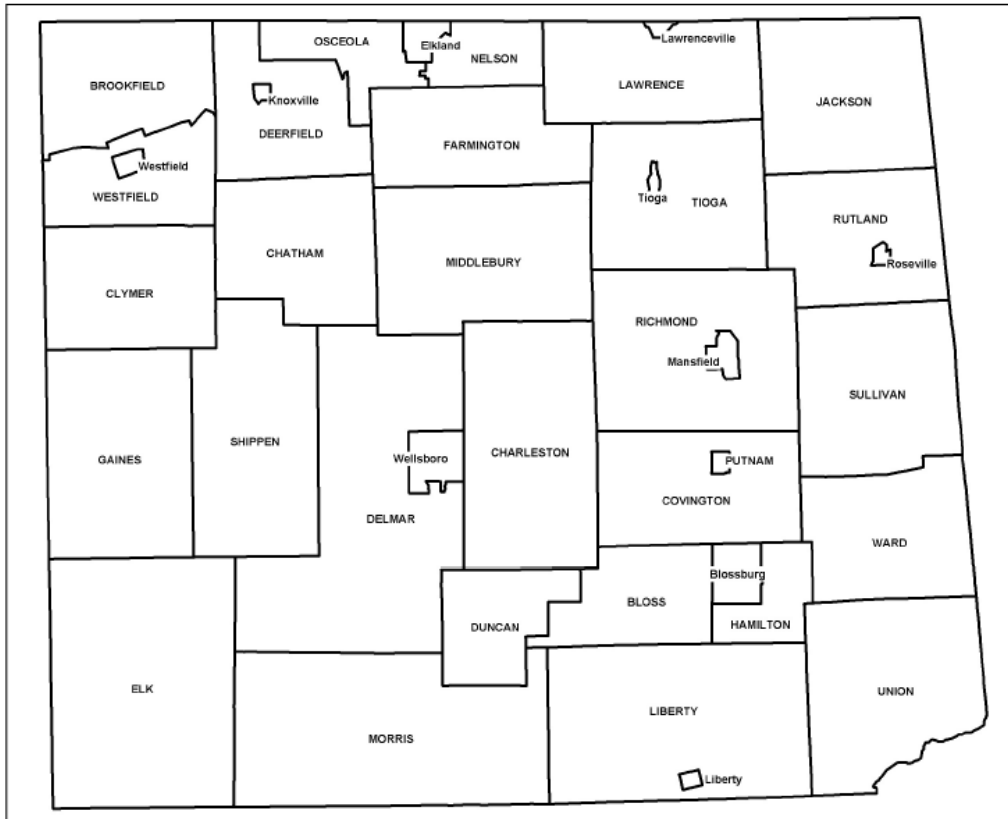 OSCEOLA
Elkland
Lawrenceville
NELSON
BROOKFIELD
LAWRENCE
Knoxville
JACKSON
DEERFIELD
FARMINGTON
Westfield
WESTFIELD
Tioga
TIOGA
RUTLAND
CHATHAM
MIDDLEBURY
Roseville
CLYMER
RICHMOND
Mansfield
SULLIVAN
SHIPPEN
CHARLESTON
GAINES
Wellsboro
PUTNAM
COVINGTON
DELMAR
WARD
Blossburg
BLOSS
DUNCAN
HAMILTON
ELK
UNION
LIBERTY
MORRIS
Liberty